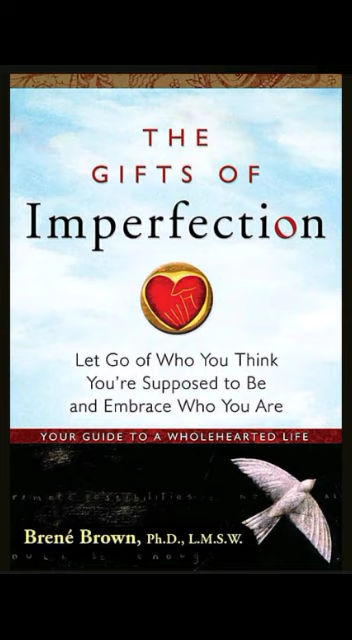 THE
GIFTS OF
Imperfection
Let Go of Who You Think
You're Supposed to Be
and Embrace Who You Are
YOUR GUIDE TO A WHOLEHEARTED LIFE
possibilities
Brené Brown, Ph.D., L.M.S.W.